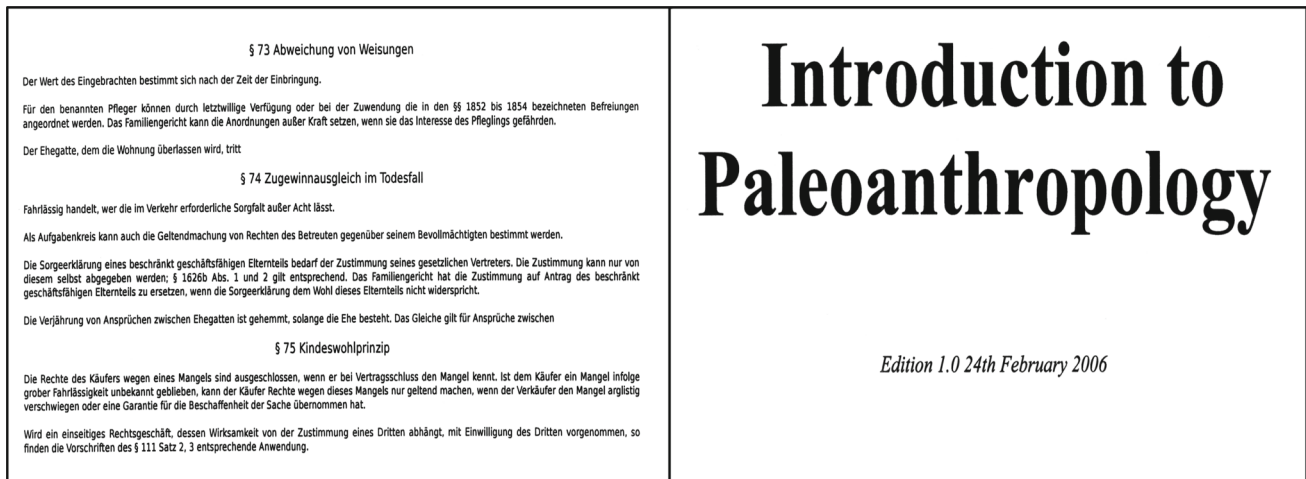 § 73 Abweichung von Weisungen
Der Wert des Eingebrachten bestimmt sich nach der Zeit der Einbringung.
Für den benannten Pfleger können durch letztwillige Verfügung oder bei der Zuwendung die in den §§ 1852 bis 1854 bezeichneten Befreiungen
angeordnet werden. Das Familiengericht kann die Anordnungen außer Kraft setzen, wenn sie das Interesse des Pfleglings gefährden.
Der Ehegatte, dem die Wohnung überlassen wird, tritt
§ 74 Zugewinnausgleich im Todesfall
Fahrlässig handelt, wer die im Verkehr erforderliche Sorgfalt außer Acht lässt.
Als Aufgabenkreis kann auch die Geltendmachung von Rechten des Betreuten gegenüber seinem Bevollmächtigten bestimmt werden.
Die Sorgeerklärung eines beschränkt geschäftsfähigen Elternteils bedarf der Zustimmung seines gesetzlichen Vertreters. Die Zustimmung kann nur von
diesem selbst abgegeben werden; § 1626b Abs. 1 und 2 gilt entsprechend. Das Familiengericht hat die Zustimmung auf Antrag des beschränkt
geschäftsfähigen Elternteils zu ersetzen, wenn die Sorgeerklärung dem Wohl dieses Elternteils nicht widerspricht.
Die Verjährung von Ansprüchen zwischen Ehegatten ist gehemmt, solange die Ehe besteht. Das Gleiche gilt für Ansprüche zwischen
§ 75 Kindeswohlprinzip
Die Rechte des Käufers wegen eines Mangels sind ausgeschlossen, wenn er bei Vertragsschluss den Mangel kennt. Ist dem Käufer ein Mangel infolge
grober Fahrlässigkeit unbekannt geblieben, kann der Käufer Rechte wegen dieses Mangels nur geltend machen, wenn der Verkäufer den Mangel arglistig
verschwiegen oder eine Garantie für die Beschaffenheit der Sache übernommen hat.
Wird ein einseitiges Rechtsgeschäft, dessen Wirksamkeit von der Zustimmung eines Dritten abhängt, mit Einwilligung des Dritten vorgenommen, so
finden die Vorschriften des § 111 Satz 2, 3 entsprechende Anwendung.
Introduction to
Paleoanthropology
Edition 1.0 24th February 2006